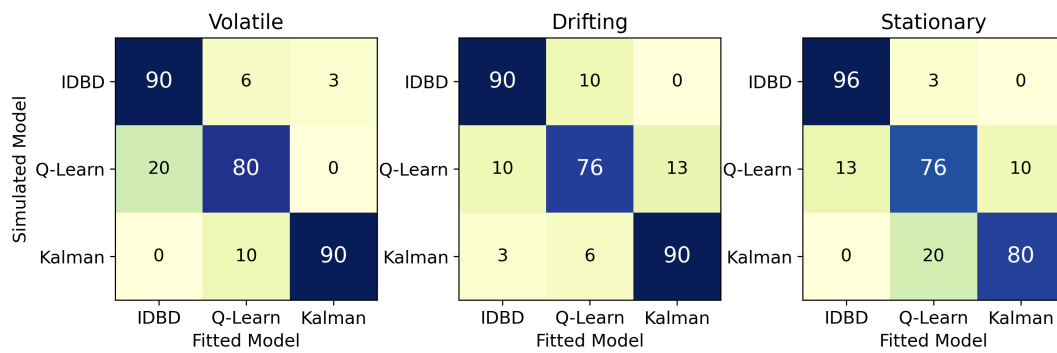 Volatile
Drifting
Stationary
Simulated Model
IDBD
90 6 3
Q-Learn
20 80 0
Kalman
0 10 90
IDBD Q-Learn Kalman
Fitted Model
IDBD
90 10 0
Q-Learn
10 76 13
Kalman
3 6 90
IDBD Q-Learn Kalman
Fitted Model
IDBD
96 3 0
Q-Learn
13 76 10
Kalman
0 20 80
IDBD Q-Learn Kalman
Fitted Model